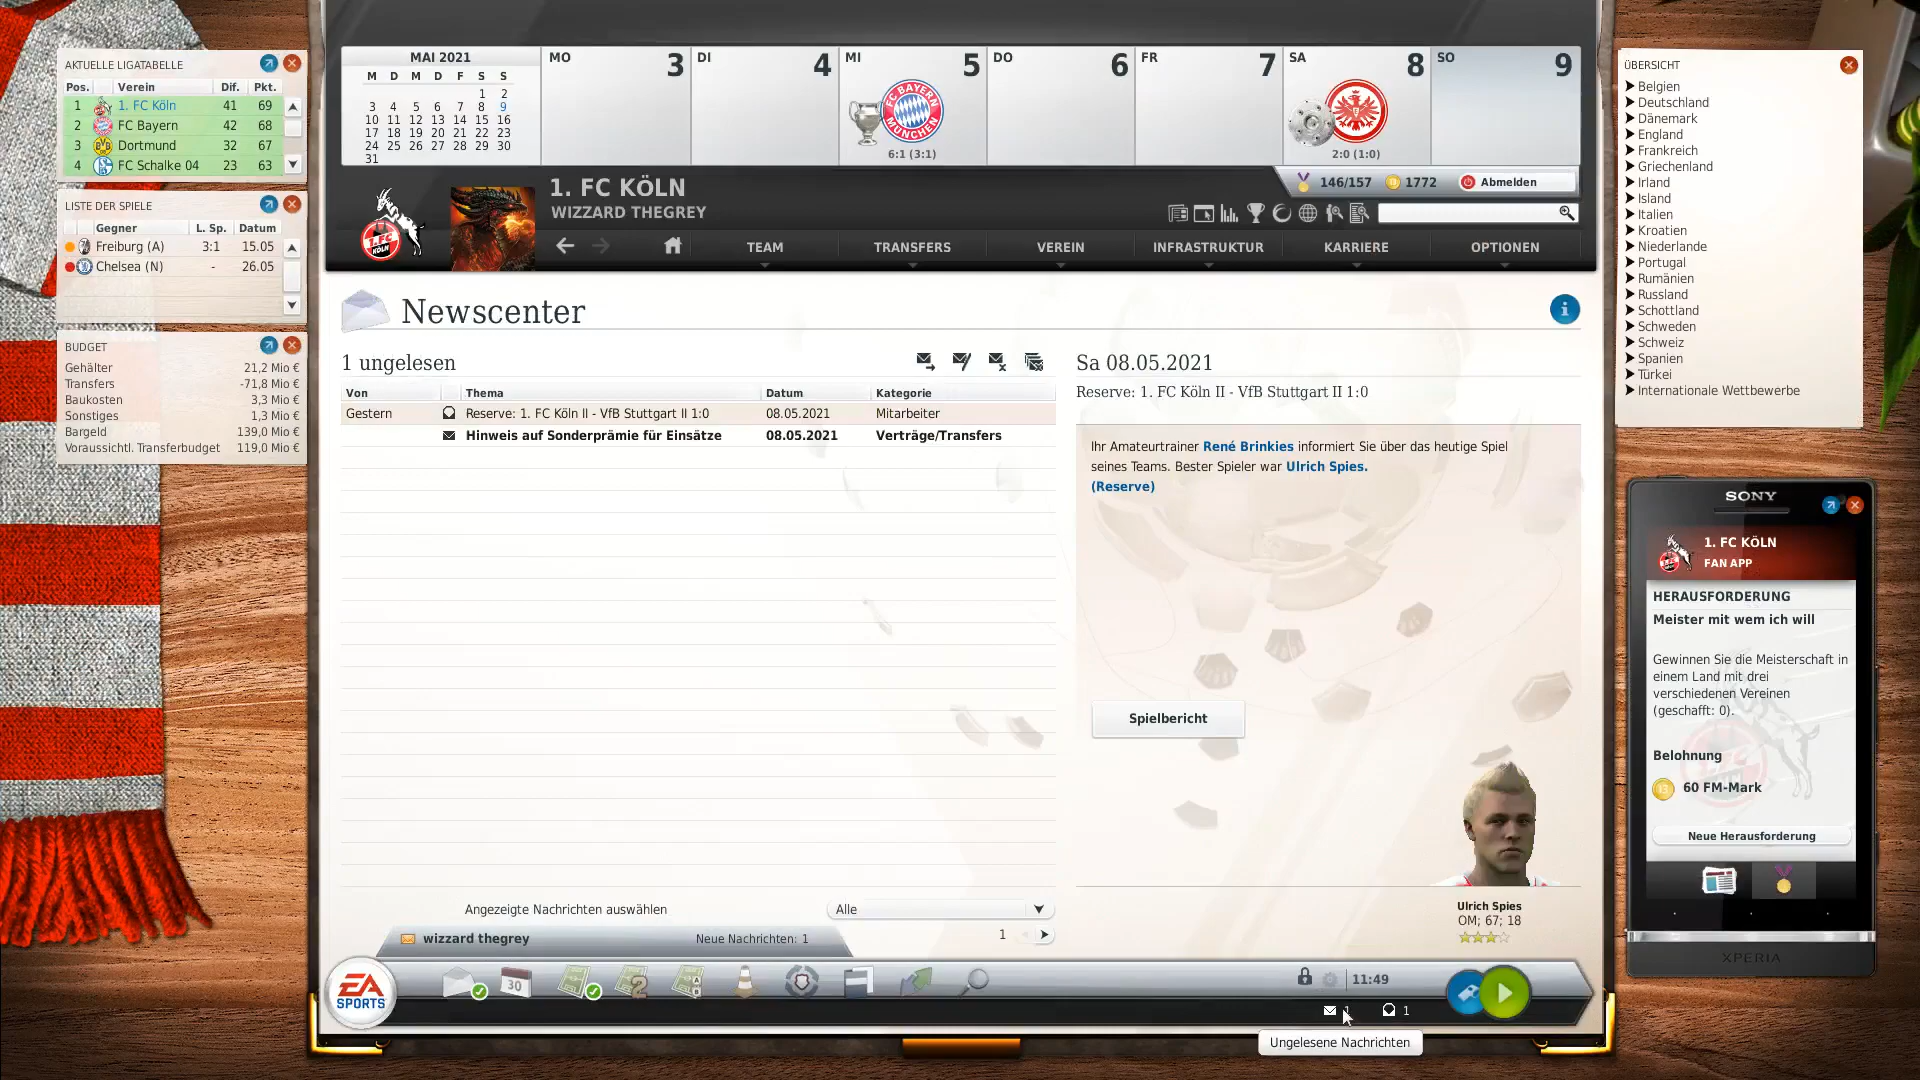 AKTUELLE LIGATABELLE
Pos. Verein Dif. Pkt.
1 1. FC Köln 41 69
2 FC Bayern 42 68
3 Dortmund 32 67
4 FC Schalke 04 23 63
LISTE DER SPIELE
Gegner L. Sp. Datum
Freiburg (A) 3:1 15.05
Chelsea (N) - 26.05
BUDGET
Gehälter 21,2 Mio €
Transfers -71,8 Mio €
Baukosten 3,3 Mio €
Sonstiges 1,3 Mio €
Bargeld 139,0 Mio €
Voraussichtl. Transferbudget 119,0 Mio €
MAI 2021
M D M D F S S
1 2
3 4 5 6 7 8 9
10 11 12 13 14 15 16
17 18 19 20 21 22 23
24 25 26 27 28 29 30
31
MO 3
DI 4
MI 5
FC BAYERN MÜNCHEN
6:1 (3:1)
DO 6
FR 7
SA 8
2:0 (1:0)
SO 9
146/157 1772 Abmelden
1. FC KÖLN
WIZZARD THEGREY
TEAM TRANSFERS VEREIN INFRASTRUKTUR KARRIERE OPTIONEN
Newscenter
1 ungelesen
Von Thema Datum Kategorie
Gestern Reserve: 1. FC Köln II - VfB Stuttgart II 1:0 08.05.2021 Mitarbeiter
Hinweis auf Sonderprämie für Einsätze 08.05.2021 Verträge/Transfers
Angezeigte Nachrichten auswählen Alle
1
wizzard thegrey Neue Nachrichten: 1
Sa 08.05.2021
Reserve: 1. FC Köln II - VfB Stuttgart II 1:0
Ihr Amateurtrainer René Brinkies informiert Sie über das heutige Spiel
seines Teams. Bester Spieler war Ulrich Spies.
(Reserve)
Spielbericht
Ulrich Spies
OM; 67; 18
EA
SPORTS
30
2
11:49
1 1
Ungelesene Nachrichten
ÜBERSICHT
Belgien
Deutschland
Dänemark
England
Frankreich
Griechenland
Irland
Island
Italien
Kroatien
Niederlande
Portugal
Rumänien
Russland
Schottland
Schweden
Schweiz
Spanien
Türkei
Internationale Wettbewerbe
SONY
1. FC KÖLN
FAN APP
HERAUSFORDERUNG
Meister mit wem ich will
Gewinnen Sie die Meisterschaft in
einem Land mit drei
verschiedenen Vereinen
(geschafft: 0).
Belohnung
60 FM-Mark
Neue Herausforderung
XPERIA